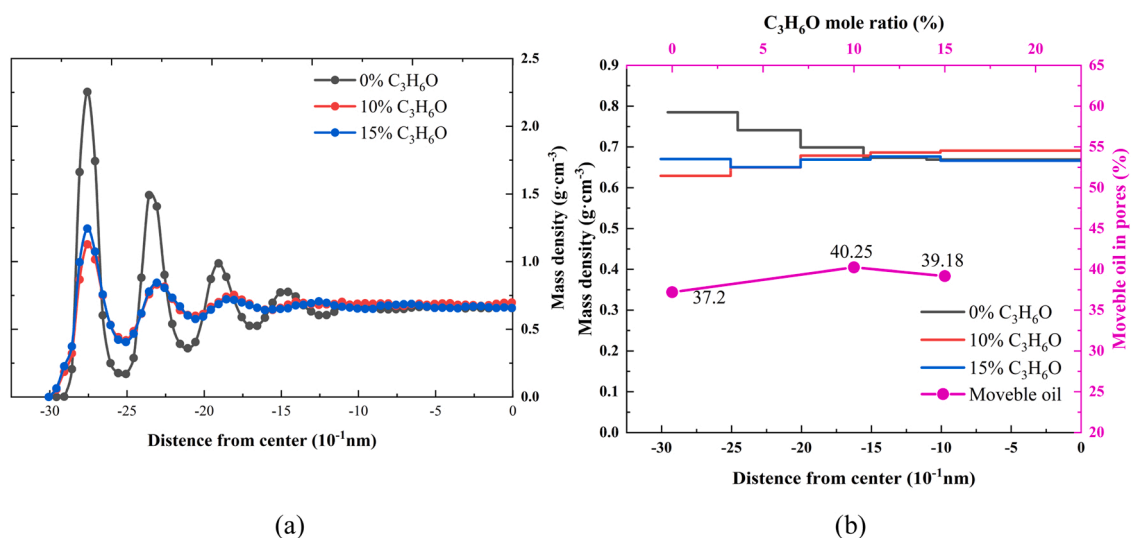 2.5
2.0
1.5
1.0
0.5
0.0
Mass density (g·cm⁻³)
0% C₃H₆O
10% C₃H₆O
15% C₃H₆O
-30 -25 -20 -15 -10 -5 0
Distence from center (10⁻¹nm)
(a)
C₃H₆O mole ratio (%)
0 5 10 15 20
0.9
0.8
0.7
0.6
0.5
0.4
0.3
0.2
0.1
0.0
Mass density (g·cm⁻³)
65
60
55
50
45
40
35
30
25
20
Moveble oil in pores (%)
37.2
40.25
39.18
0% C₃H₆O
10% C₃H₆O
15% C₃H₆O
Moveble oil
-30 -25 -20 -15 -10 -5 0
Distence from center (10⁻¹nm)
(b)